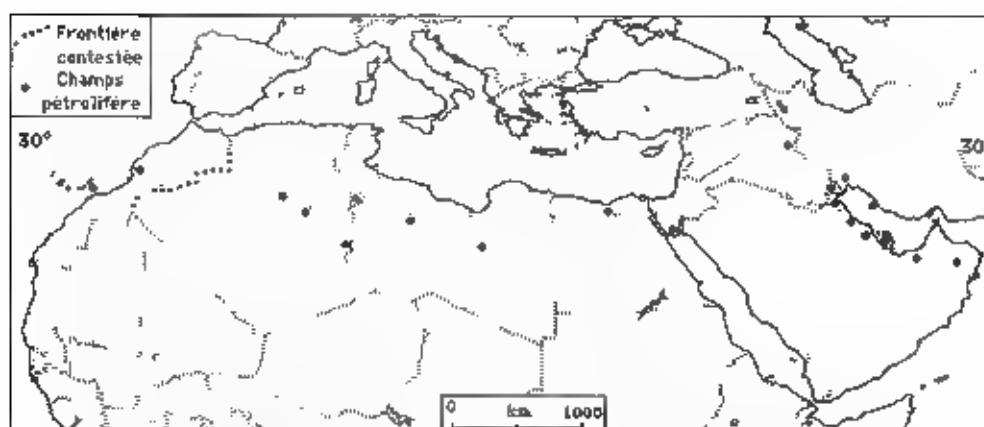 Frontière
contestée
Champs
pétrolifère
30°
30
0 km. 1000